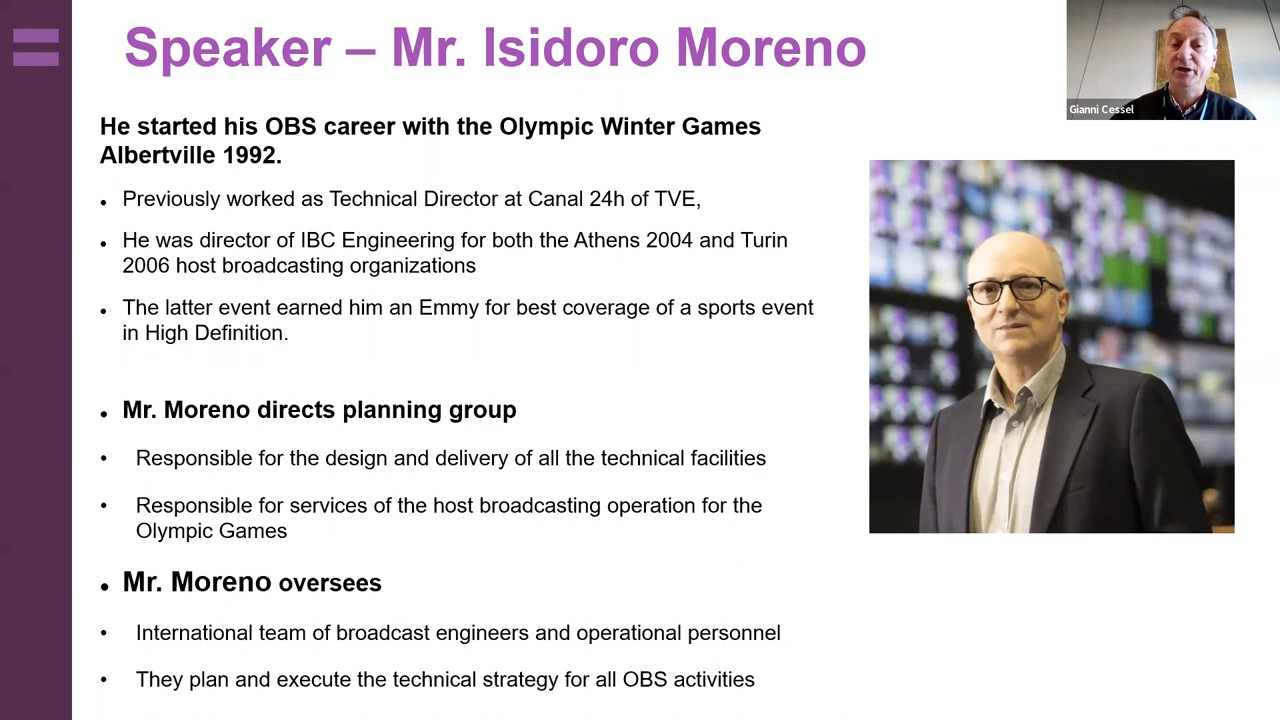 Speaker – Mr. Isidoro Moreno
Gianni Cessel
He started his OBS career with the Olympic Winter Games
Albertville 1992.
• Previously worked as Technical Director at Canal 24h of TVE,
• He was director of IBC Engineering for both the Athens 2004 and Turin
2006 host broadcasting organizations
• The latter event earned him an Emmy for best coverage of a sports event
in High Definition.
• Mr. Moreno directs planning group
• Responsible for the design and delivery of all the technical facilities
• Responsible for services of the host broadcasting operation for the
Olympic Games
• Mr. Moreno oversees
• International team of broadcast engineers and operational personnel
• They plan and execute the technical strategy for all OBS activities